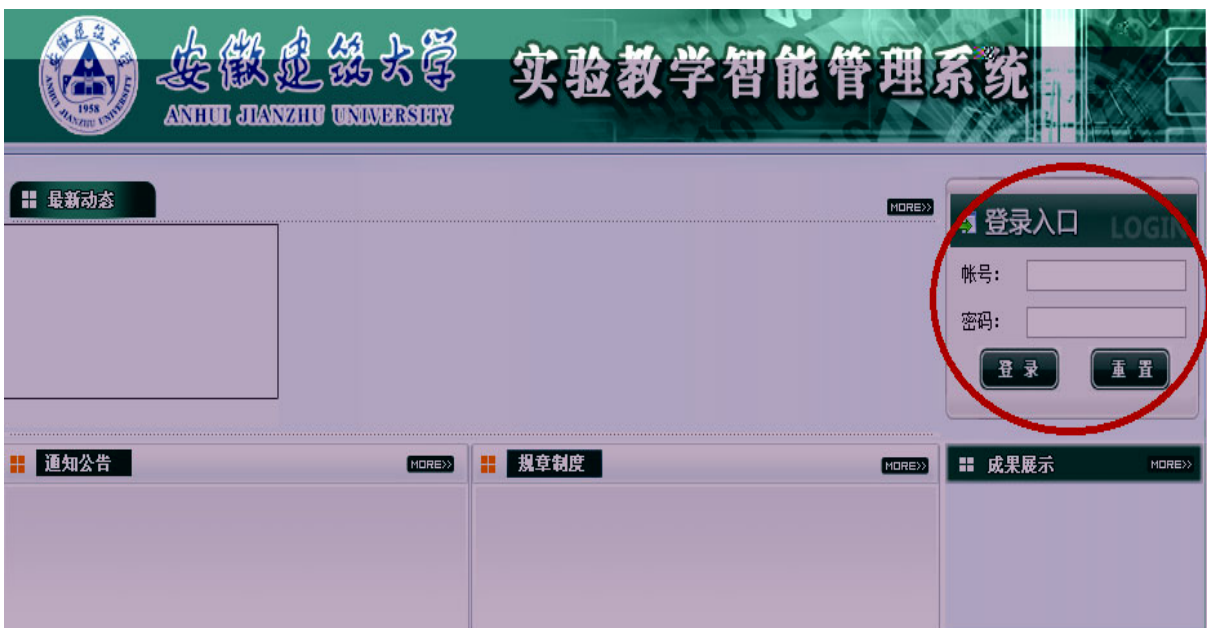 安徽建筑大学
ANHUI JIANZHU UNIVERSITY
1958
实验教学智能管理系统
最新动态
MORE>>
登录入口 LOGIN
帐号：
密码：
登录 重置
通知公告 MORE>>
规章制度 MORE>>
成果展示 MORE>>